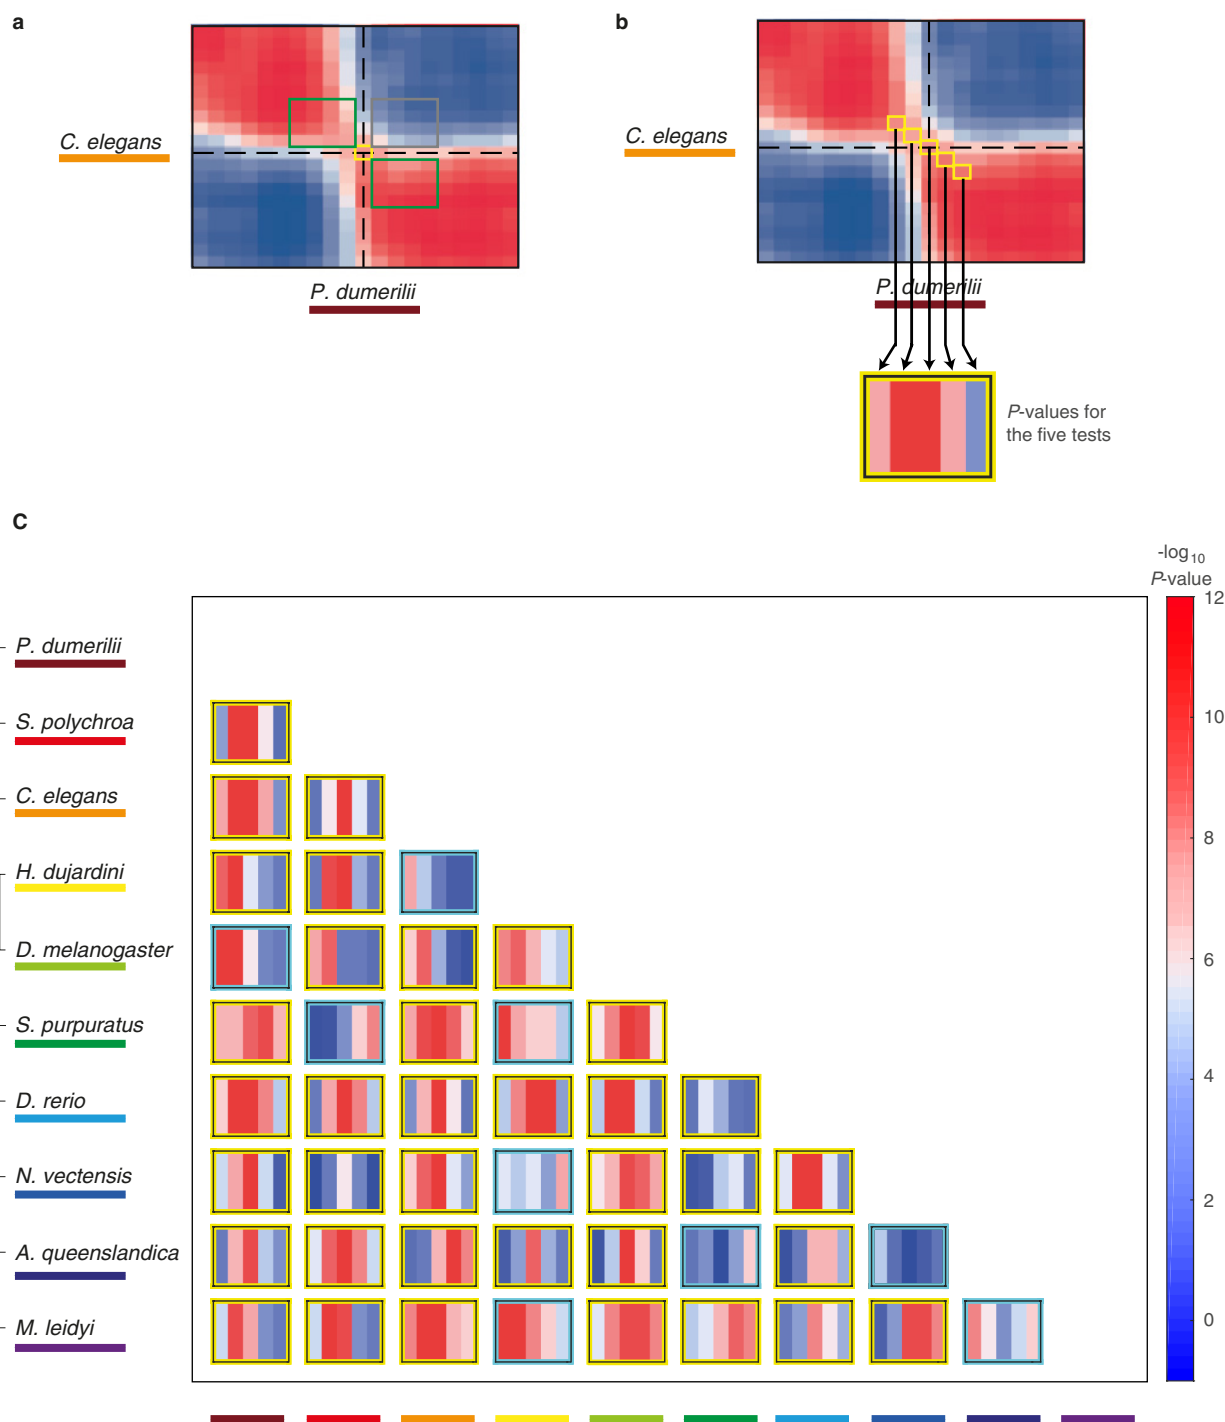 a
b
C. elegans
C. elegans
P. dumerilii
P. dumerilii
P-values for
the five tests
C
-log10
P-value
P. dumerilii
S. polychroa
C. elegans
H. dujardini
D. melanogaster
S. purpuratus
D. rerio
N. vectensis
A. queenslandica
M. leidyi
12
10
8
6
4
2
0